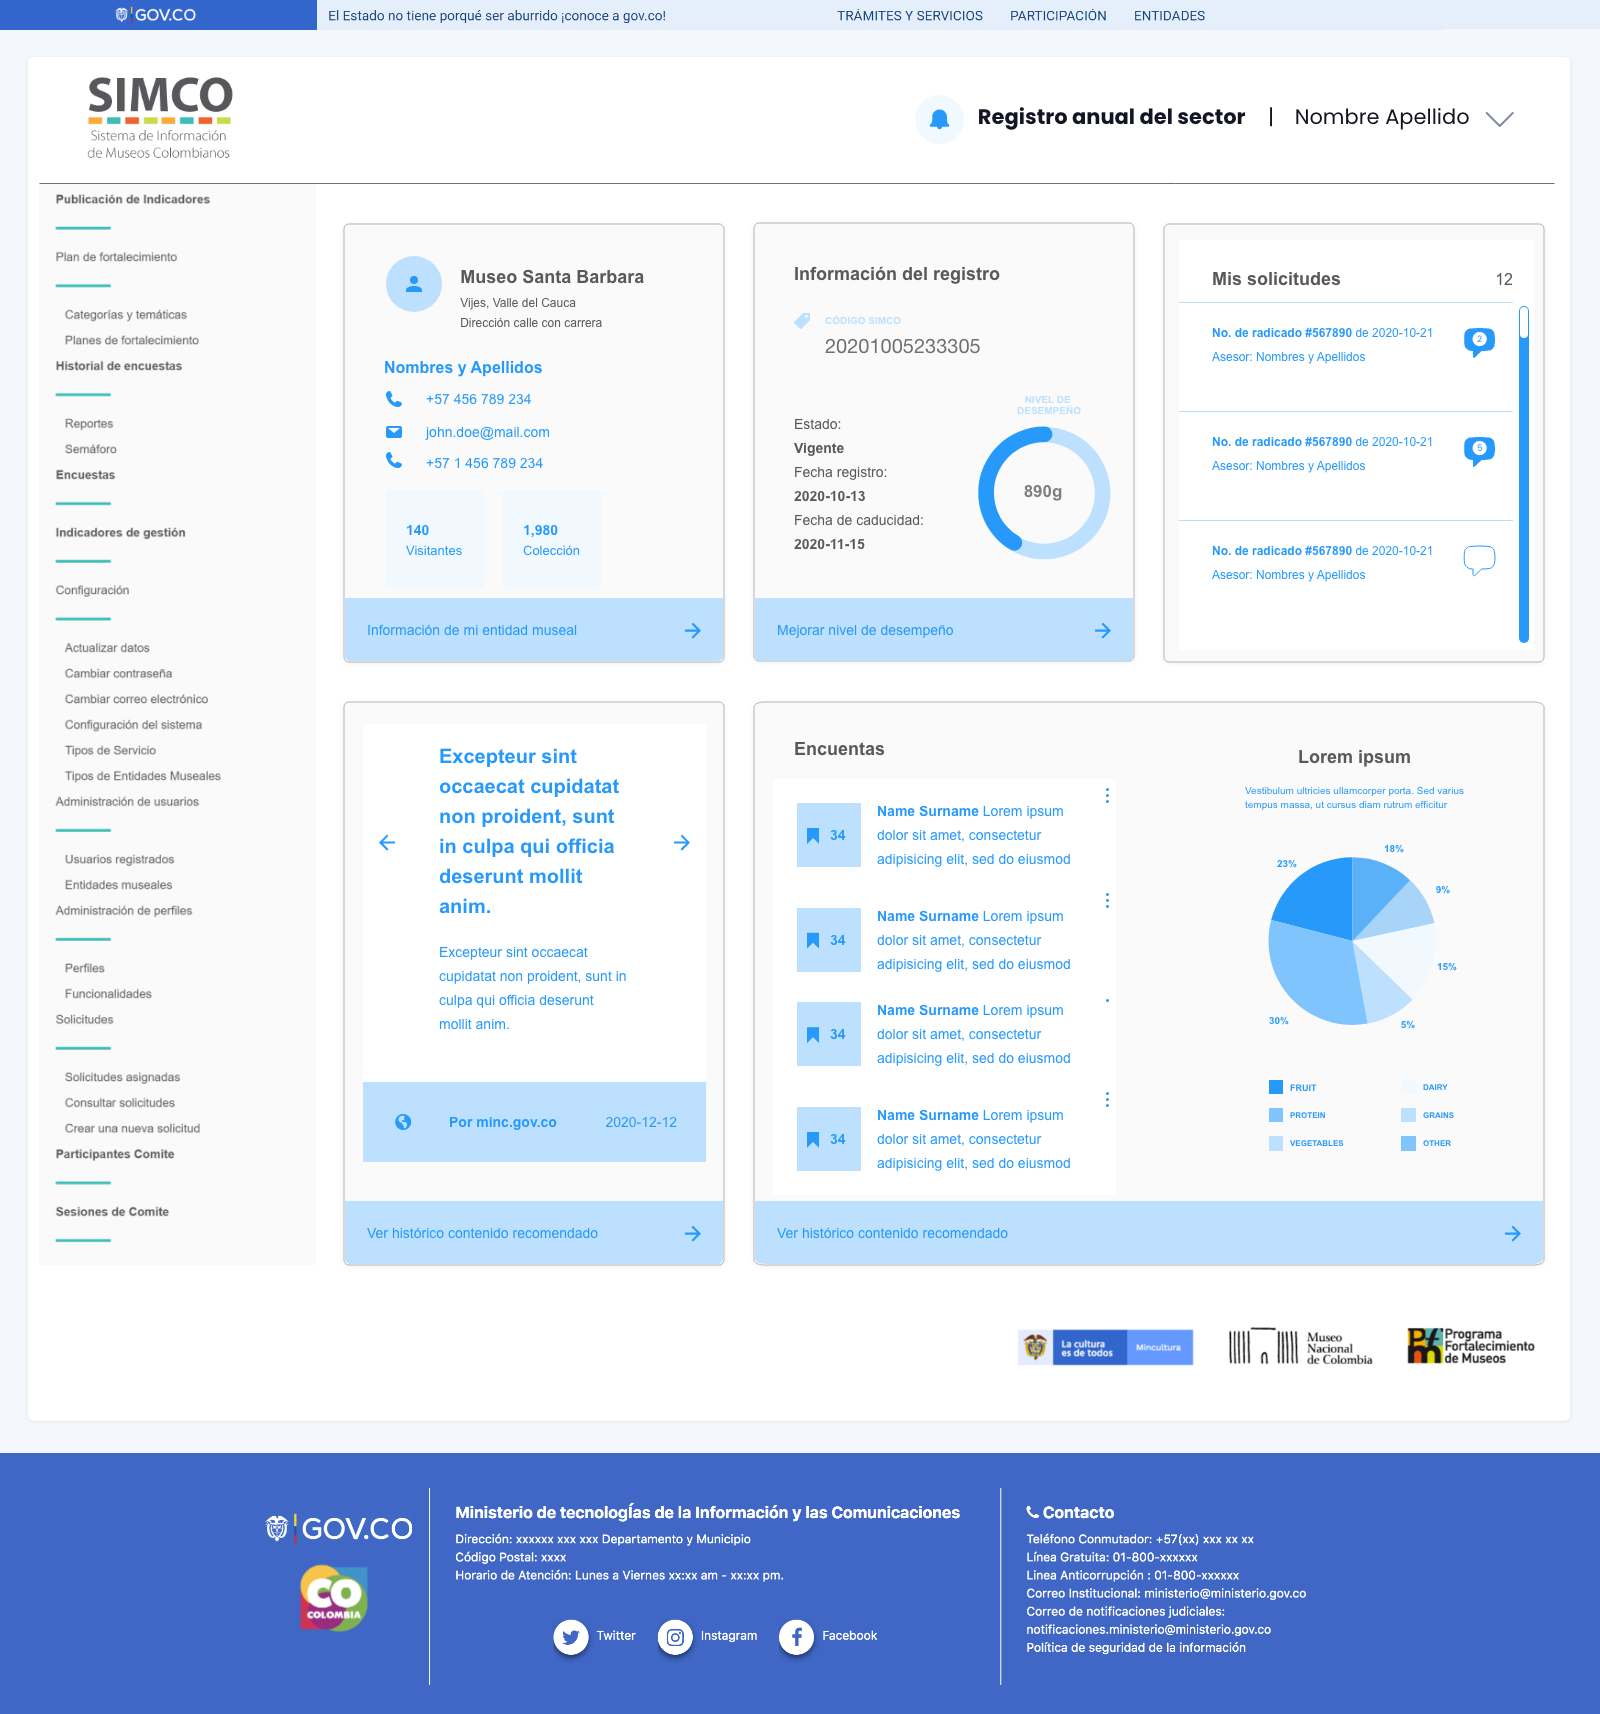 GOV.CO
El Estado no tiene porqué ser aburrido ¡conoce a gov.co!
TRÁMITES Y SERVICIOS
PARTICIPACIÓN
ENTIDADES
SIMCO
Sistema de Información
de Museos Colombianos
Registro anual del sector | Nombre Apellido
Publicación de Indicadores
Plan de fortalecimiento
Categorías y temáticas
Planes de fortalecimiento
Historial de encuestas
Reportes
Semáforo
Encuestas
Indicadores de gestión
Configuración
Actualizar datos
Cambiar contraseña
Cambiar correo electrónico
Configuración del sistema
Tipos de Servicio
Tipos de Entidades Museales
Administración de usuarios
Usuarios registrados
Entidades museales
Administración de perfiles
Perfiles
Funcionalidades
Solicitudes
Solicitudes asignadas
Consultar solicitudes
Crear una nueva solicitud
Participantes Comite
Sesiones de Comite
Museo Santa Barbara
Vijes, Valle del Cauca
Dirección calle con carrera
Nombres y Apellidos
+57 456 789 234
john.doe@mail.com
+57 1 456 789 234
140
Visitantes
1,980
Colección
Información de mi entidad museal
Información del registro
CÓDIGO SIMCO
20201005233305
Estado:
Vigente
Fecha registro:
2020-10-13
Fecha de caducidad:
2020-11-15
NIVEL DE
DESEMPEÑO
890g
Mejorar nivel de desempeño
Mis solicitudes
12
No. de radicado #567890 de 2020-10-21
Asesor: Nombres y Apellidos
2
No. de radicado #567890 de 2020-10-21
Asesor: Nombres y Apellidos
5
No. de radicado #567890 de 2020-10-21
Asesor: Nombres y Apellidos
Excepteur sint
occaecat cupidatat
non proident, sunt
in culpa qui officia
deserunt mollit
anim.
Excepteur sint occaecat
cupidatat non proident, sunt in
culpa qui officia deserunt
mollit anim.
Por minc.gov.co
2020-12-12
Ver histórico contenido recomendado
Encuentas
34
Name Surname Lorem ipsum
dolor sit amet, consectetur
adipisicing elit, sed do eiusmod
34
Name Surname Lorem ipsum
dolor sit amet, consectetur
adipisicing elit, sed do eiusmod
34
Name Surname Lorem ipsum
dolor sit amet, consectetur
adipisicing elit, sed do eiusmod
34
Name Surname Lorem ipsum
dolor sit amet, consectetur
adipisicing elit, sed do eiusmod
Lorem ipsum
Vestibulum ultricies ullamcorper porta. Sed varius
tempus massa, ut cursus diam rutrum efficitur
23%
18%
9%
15%
5%
30%
FRUIT
DAIRY
PROTEIN
GRAINS
VEGETABLES
OTHER
Ver histórico contenido recomendado
La cultura
es de todos
Mincultura
Museo
Nacional
de Colombia
Programa
Fortalecimiento
de Museos
GOV.CO
CO
COLOMBIA
Ministerio de tecnologÍas de la Información y las Comunicaciones
Dirección: xxxxxx xxx xxx Departamento y Municipio
Código Postal: xxxx
Horario de Atención: Lunes a Viernes xx:xx am - xx:xx pm.
Twitter
Instagram
Facebook
Contacto
Teléfono Conmutador: +57(xx) xxx xx xx
Línea Gratuita: 01-800-xxxxxx
Linea Anticorrupción : 01-800-xxxxxx
Correo Institucional: ministerio@ministerio.gov.co
Correo de notificaciones judiciales:
notificaciones.ministerio@ministerio.gov.co
Política de seguridad de la información